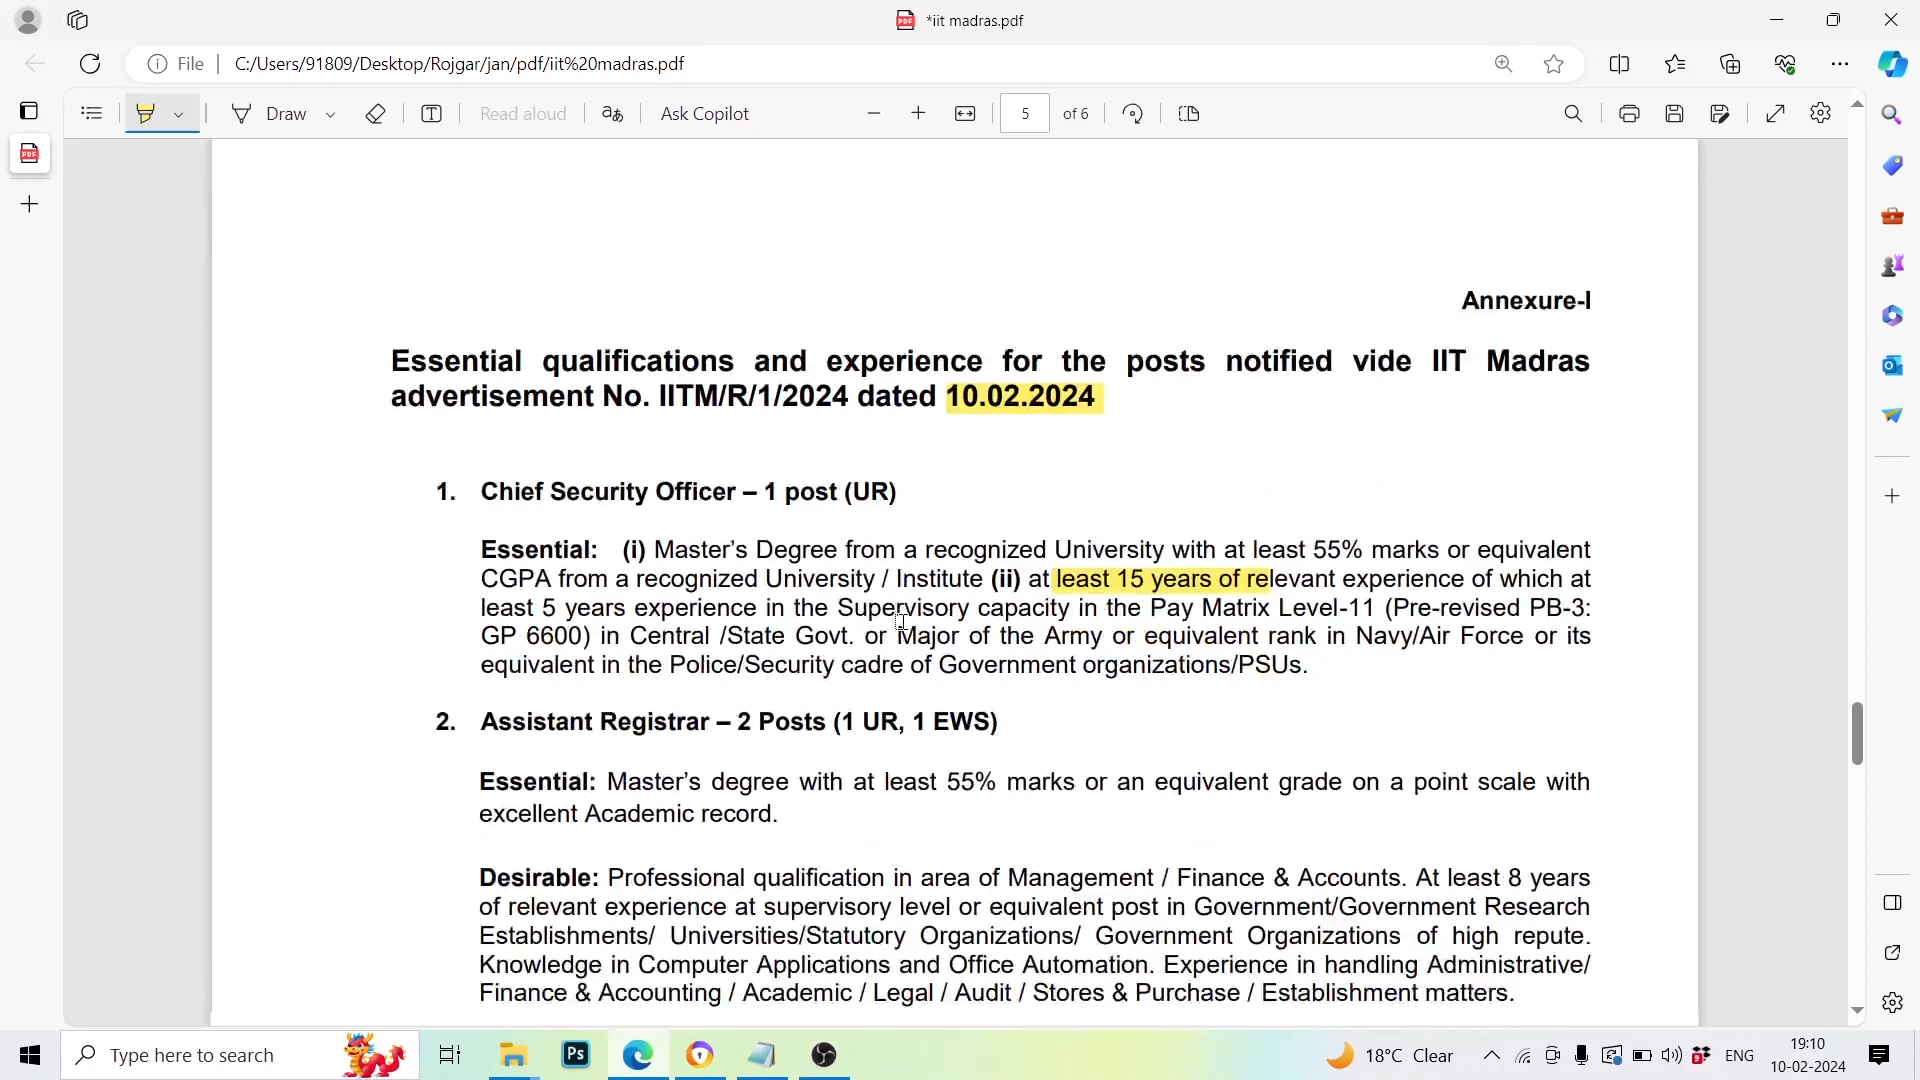 *iit madras.pdf
File
C:/Users/91809/Desktop/Rojgar/jan/pdf/iit%20madras.pdf
Draw
Read aloud
Ask Copilot
5
of 6
Annexure-I
Essential qualifications and experience for the posts notified vide IIT Madras
advertisement No. IITM/R/1/2024 dated 10.02.2024
1. Chief Security Officer – 1 post (UR)
Essential: (i) Master’s Degree from a recognized University with at least 55% marks or equivalent
CGPA from a recognized University / Institute (ii) at least 15 years of relevant experience of which at
least 5 years experience in the Supervisory capacity in the Pay Matrix Level-11 (Pre-revised PB-3:
GP 6600) in Central /State Govt. or Major of the Army or equivalent rank in Navy/Air Force or its
equivalent in the Police/Security cadre of Government organizations/PSUs.
2. Assistant Registrar – 2 Posts (1 UR, 1 EWS)
Essential: Master’s degree with at least 55% marks or an equivalent grade on a point scale with
excellent Academic record.
Desirable: Professional qualification in area of Management / Finance & Accounts. At least 8 years
of relevant experience at supervisory level or equivalent post in Government/Government Research
Establishments/ Universities/Statutory Organizations/ Government Organizations of high repute.
Knowledge in Computer Applications and Office Automation. Experience in handling Administrative/
Finance & Accounting / Academic / Legal / Audit / Stores & Purchase / Establishment matters.
Type here to search
Ps
18°C Clear
ENG
19:10
10-02-2024